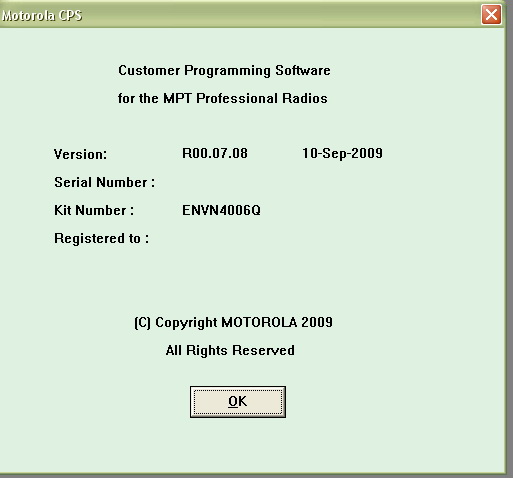 Motorola CPS
Customer Programming Software
for the MPT Professional Radios
Version: R00.07.08 10-Sep-2009
Serial Number :
Kit Number : ENVN4006Q
Registered to :
(C) Copyright MOTOROLA 2009
All Rights Reserved
OK